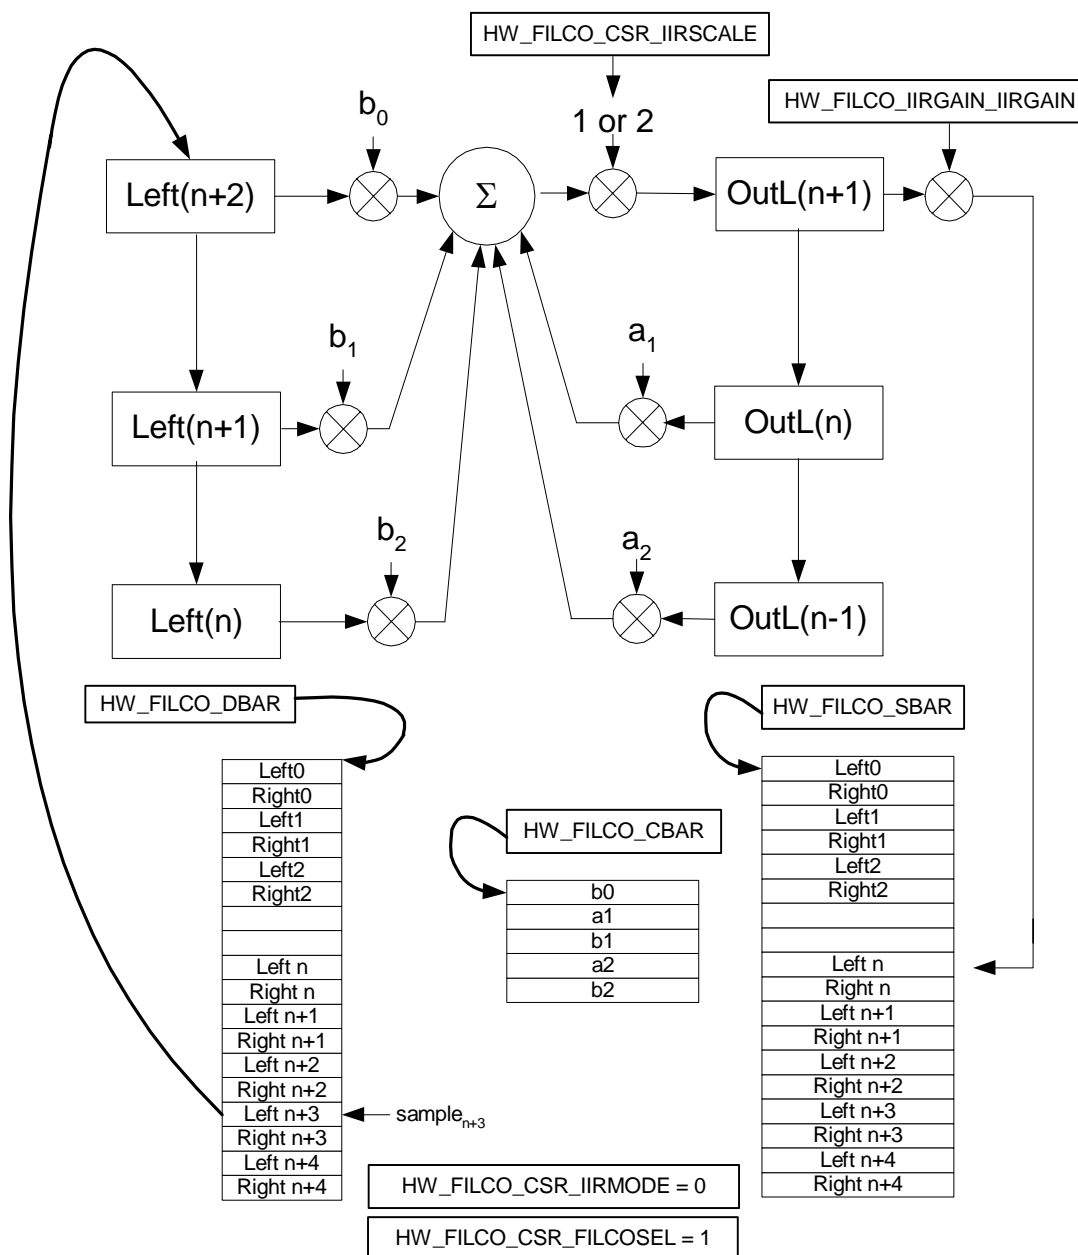 HW_FILCO_CSR_IIRSCALE
HW_FILCO_IIRGAIN_IIRGAIN
b0
1 or 2
Left(n+2)
Σ
OutL(n+1)
b1
a1
Left(n+1)
OutL(n)
b2
a2
Left(n)
OutL(n-1)
HW_FILCO_DBAR
HW_FILCO_SBAR
Left0
Right0
Left1
Right1
Left2
Right2
Left n
Right n
Left n+1
Right n+1
Left n+2
Right n+2
Left n+3
Right n+3
Left n+4
Right n+4
sample n+3
HW_FILCO_CBAR
b0
a1
b1
a2
b2
Left0
Right0
Left1
Right1
Left2
Right2
Left n
Right n
Left n+1
Right n+1
Left n+2
Right n+2
Left n+3
Right n+3
Left n+4
Right n+4
HW_FILCO_CSR_IIRMODE = 0
HW_FILCO_CSR_FILCOSEL = 1